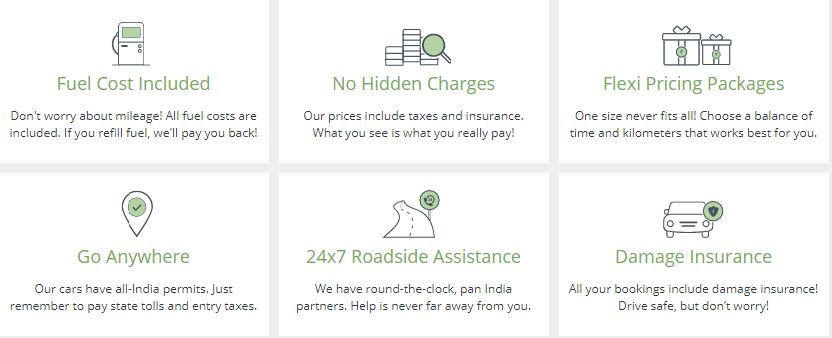 Fuel Cost Included
Don't worry about mileage! All fuel costs are
included. If you refill fuel, we'll pay you back!
No Hidden Charges
Our prices include taxes and insurance.
What you see is what you really pay!
Flexi Pricing Packages
One size never fits all! Choose a balance of
time and kilometers that works best for you.
Go Anywhere
Our cars have all-India permits. Just
remember to pay state tolls and entry taxes.
24x7 Roadside Assistance
We have round-the-clock, pan India
partners. Help is never far away from you.
Damage Insurance
All your bookings include damage insurance!
Drive safe, but don’t worry!